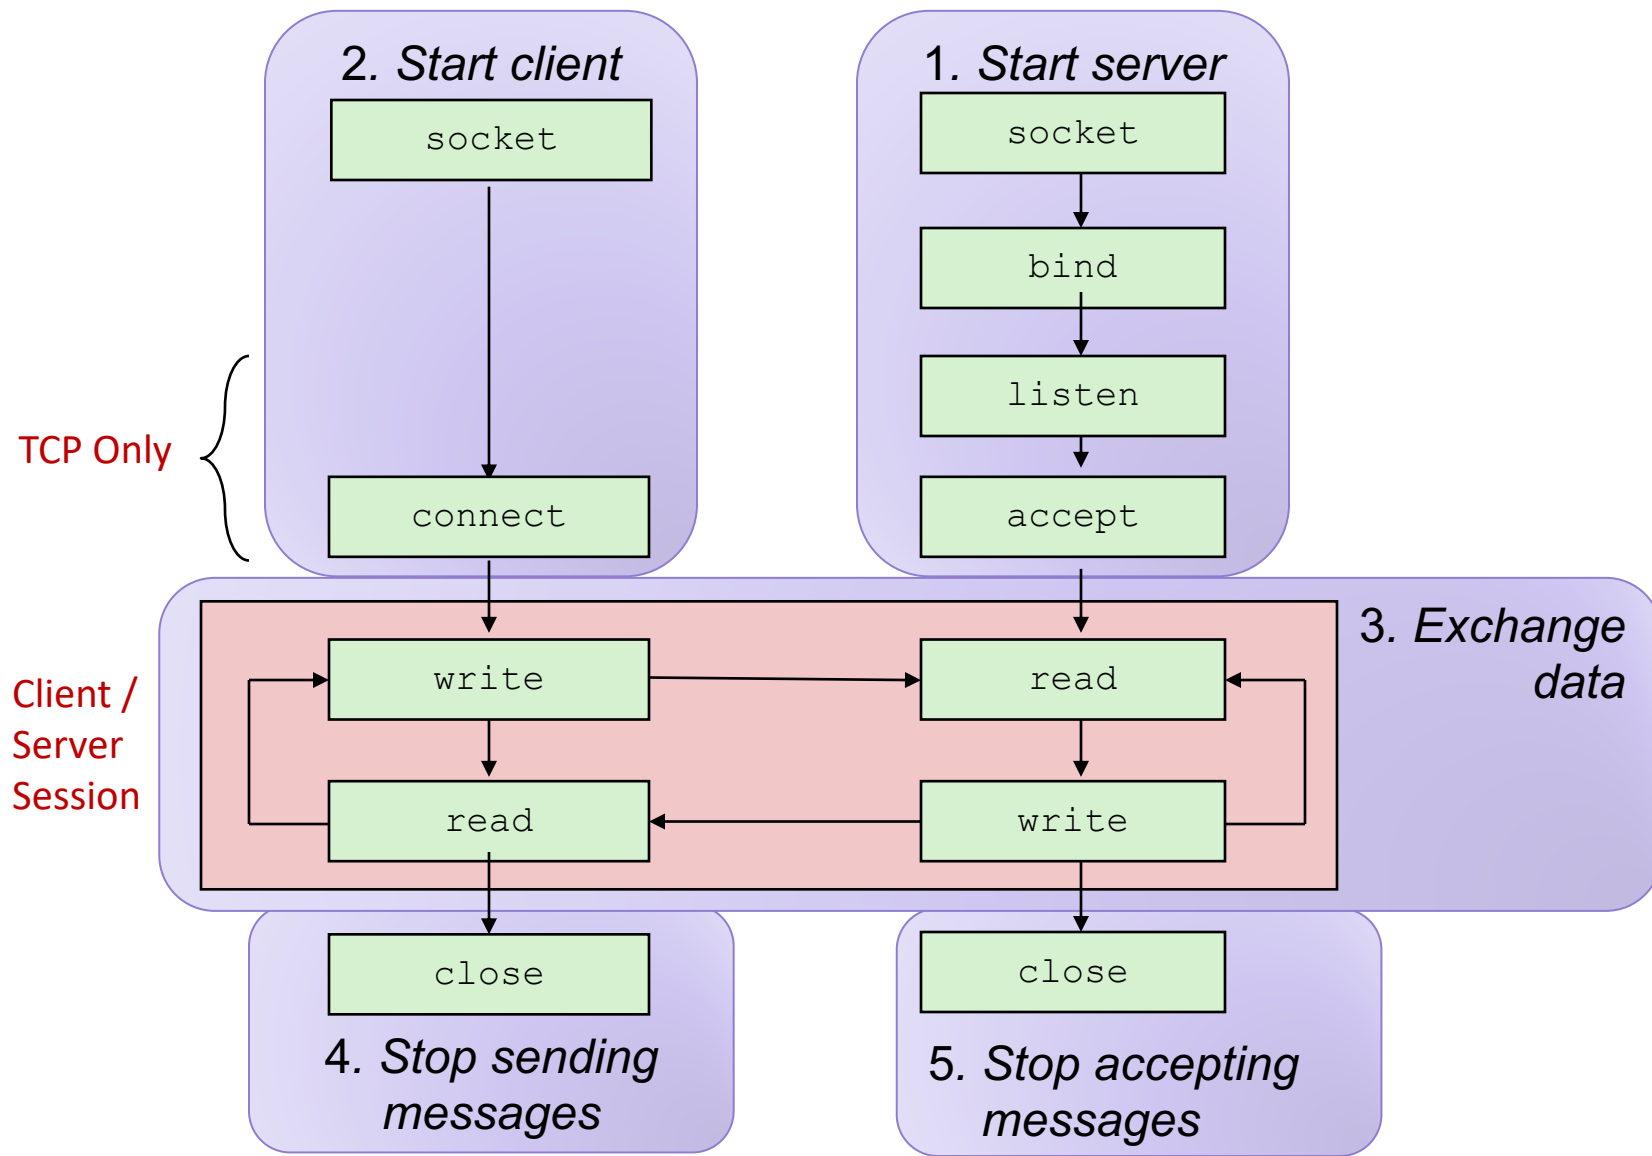 2. Start client
socket
connect
1. Start server
socket
bind
listen
accept
TCP Only
Client /
Server
Session
3. Exchange
data
write
read
read
write
close
4. Stop sending
messages
close
5. Stop accepting
messages